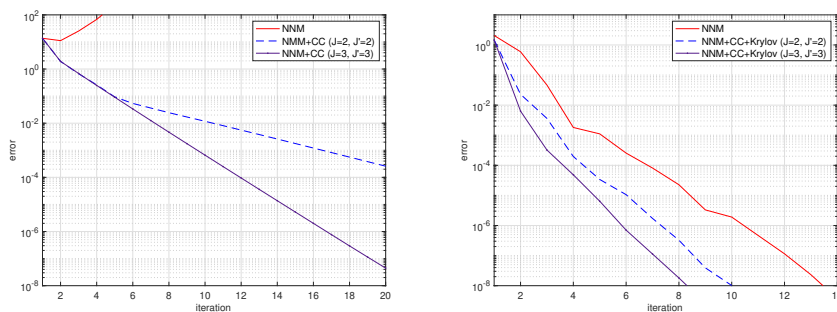 10^2
10^0
10^-2
10^-4
10^-6
10^-8
error
2 4 6 8 10 12 14 16 18 20
iteration
NNM
NMM+CC (J=2, J'=2)
NNM+CC (J=3, J'=3)
10^0
10^-2
10^-4
10^-6
10^-8
error
2 4 6 8 10 12 14
iteration
NNM
NNM+CC+Krylov (J=2, J'=2)
NNM+CC+Krylov (J=3, J'=3)